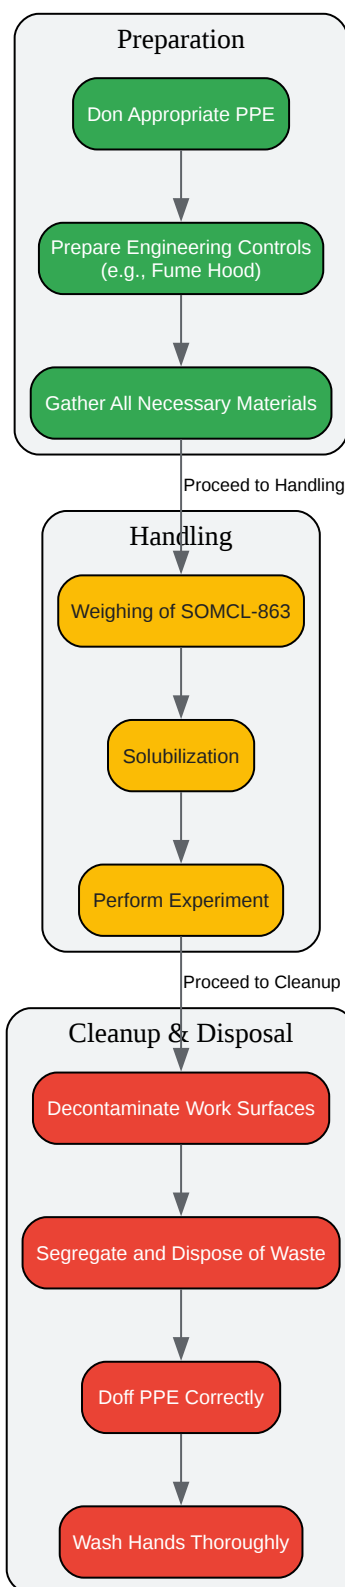 Preparation
Don Appropriate PPE
Prepare Engineering Controls
(e.g., Fume Hood)
Gather All Necessary Materials
Proceed to Handling
Handling
Weighing of SOMCL-863
Solubilization
Perform Experiment
Proceed to Cleanup
Cleanup & Disposal
Decontaminate Work Surfaces
Segregate and Dispose of Waste
Doff PPE Correctly
Wash Hands Thoroughly